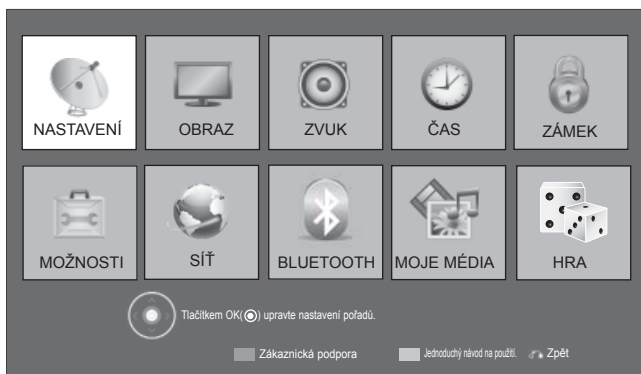 NASTAVENÍ OBRAZ ZVUK ČAS ZÁMEK
MOŽNOSTI SÍŤ BLUETOOTH MOJE MÉDIA HRA
Tlačítkem OK(◉) upravte nastavení pořadů.
Zákaznická podpora Jednoduchý návod na použití. Zpět